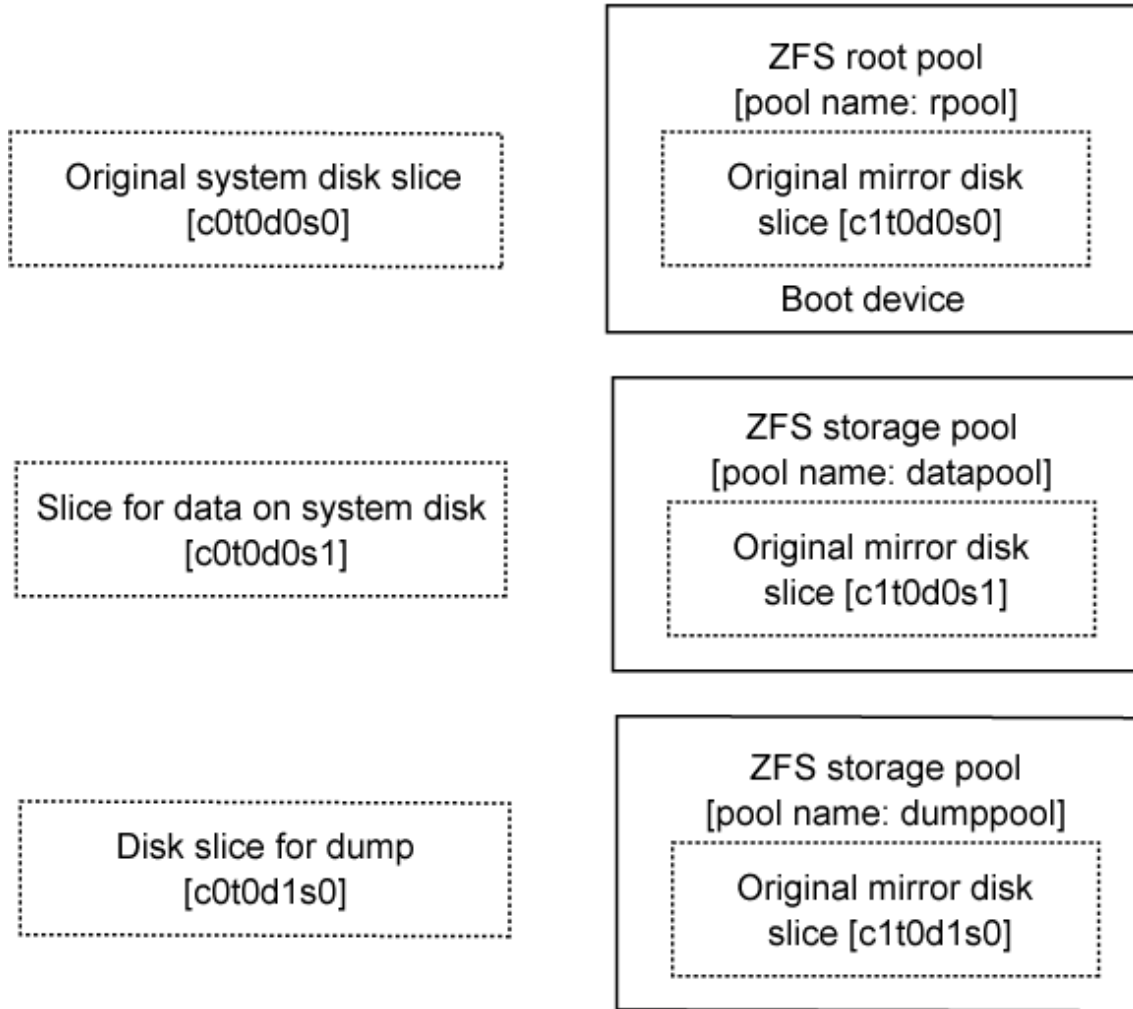 ZFS root pool
[pool name: rpool]
Original system disk slice
[c0t0d0s0]
Original mirror disk
slice [c1t0d0s0]
Boot device
ZFS storage pool
[pool name: datapool]
Slice for data on system disk
[c0t0d0s1]
Original mirror disk
slice [c1t0d0s1]
ZFS storage pool
[pool name: dumppool]
Disk slice for dump
[c0t0d1s0]
Original mirror disk
slice [c1t0d1s0]